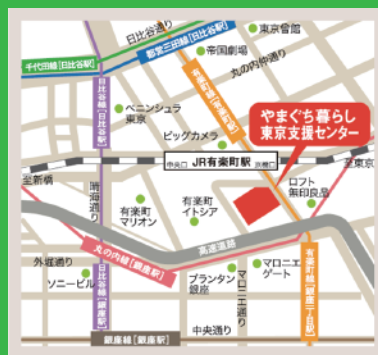 日比谷通り
東京會館
都営三田線[日比谷駅]
帝国劇場
千代田線[日比谷駅]
丸の内仲通り
日比谷線[日比谷駅]
有楽町線[有楽町駅]
ペニンシュラ
東京
やまぐち暮らし
東京支援センター
ビックカメラ
中央口 JR有楽町駅 京橋口
至東京
至新橋
晴海通り
有楽町
マリオン
有楽町
イトシア
ロフト
無印良品
高速道路
丸の内線[銀座駅]
外堀通り
ソニービル
日比谷線[銀座駅]
プランタン
銀座
マロニエ
ゲート
マロニエ通り
有楽町線[銀座一丁目駅]
中央通り
銀座線[銀座駅]